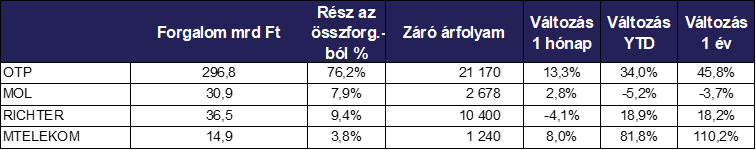 Forgalom mrd Ft Rész az összforg.-ból % Záró árfolyam Változás 1 hónap Változás YTD Változás 1 év
OTP 296,8 76,2% 21 170 13,3% 34,0% 45,8%
MOL 30,9 7,9% 2 678 2,8% -5,2% -3,7%
RICHTER 36,5 9,4% 10 400 -4,1% 18,9% 18,2%
MTELEKOM 14,9 3,8% 1 240 8,0% 81,8% 110,2%